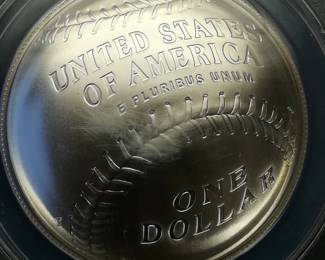 UNITED STATES
OF AMERICA
E PLURIBUS UNUM
ONE
DOLLAR